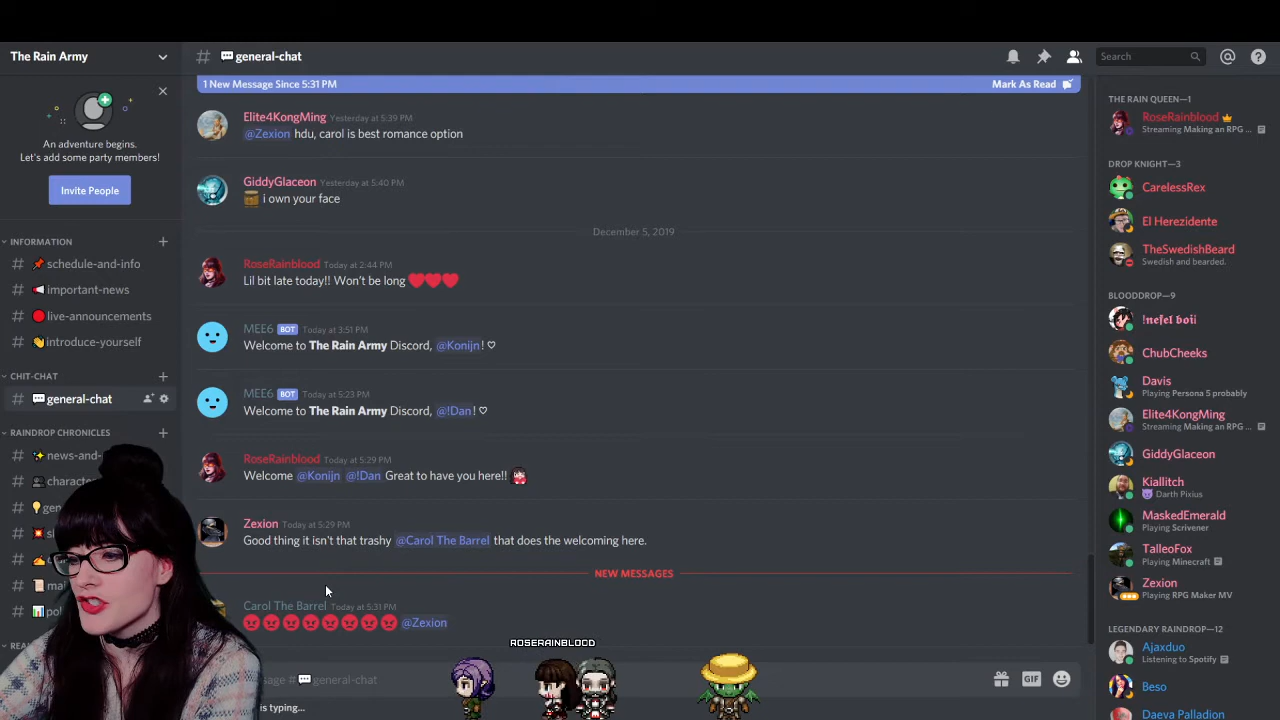 The Rain Army
general-chat
Search
1 New Message Since 5:31 PM
Mark As Read
An adventure begins.
Let's add some party members!
Invite People
INFORMATION
schedule-and-info
important-news
live-announcements
introduce-yourself
CHIT-CHAT
general-chat
RAINDROP CHRONICLES
news-and-
Elite4KongMing Yesterday at 5:39 PM
@Zexion hdu, carol is best romance option
GiddyGlaceon Yesterday at 5:40 PM
i own your face
December 5, 2019
RoseRainblood Today at 2:44 PM
Lil bit late today!! Won't be long
MEE6 BOT Today at 3:51 PM
Welcome to The Rain Army Discord, @Konijn! ♡
MEE6 BOT Today at 5:23 PM
Welcome to The Rain Army Discord, @!Dan! ♡
RoseRainblood Today at 5:29 PM
Welcome @Konijn @!Dan Great to have you here!!
Zexion Today at 5:29 PM
Good thing it isn't that trashy @Carol The Barrel that does the welcoming here.
NEW MESSAGES
Carol The Barrel Today at 5:31 PM
@Zexion
ROSERAINBLOOD
general-chat
GIF
is typing...
THE RAIN QUEEN—1
RoseRainblood
Streaming Making an RPG ...
DROP KNIGHT—3
CarelessRex
El Herezidente
TheSwedishBeard
Swedish and bearded.
BLOODDROP—9
!𝖓𝖊𝖋𝖊𝖑 𝖇𝖔𝖎𝖎
ChubCheeks
Davis
Playing Persona 5 probably
Elite4KongMing
Streaming Making an RPG ...
GiddyGlaceon
Kiallitch
Darth Pixius
MaskedEmerald
Playing Scrivener
TalleoFox
Playing Minecraft
Zexion
Playing RPG Maker MV
LEGENDARY RAINDROP—12
Ajaxduo
Listening to Spotify
Beso
Daeva Palladion